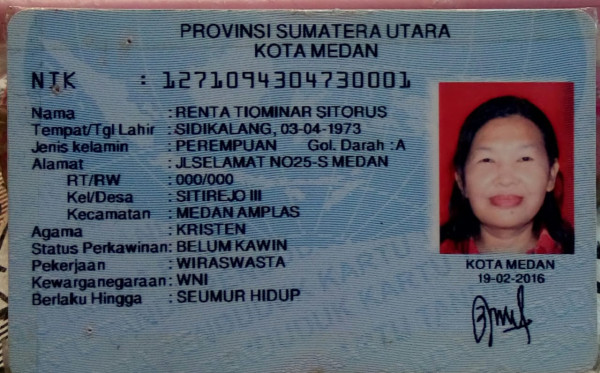 PROVINSI SUMATERA UTARA
KOTA MEDAN
NIK : 1271094304730001
Nama : RENTA TIOMINAR SITORUS
Tempat/Tgl Lahir : SIDIKALANG, 03-04-1973
Jenis kelamin : PEREMPUAN Gol. Darah : A
Alamat : JL.SELAMAT NO25-S MEDAN
RT/RW : 000/000
Kel/Desa : SITIREJO III
Kecamatan : MEDAN AMPLAS
Agama : KRISTEN
Status Perkawinan: BELUM KAWIN
Pekerjaan : WIRASWASTA
Kewarganegaraan: WNI
Berlaku Hingga : SEUMUR HIDUP
KOTA MEDAN
19-02-2016